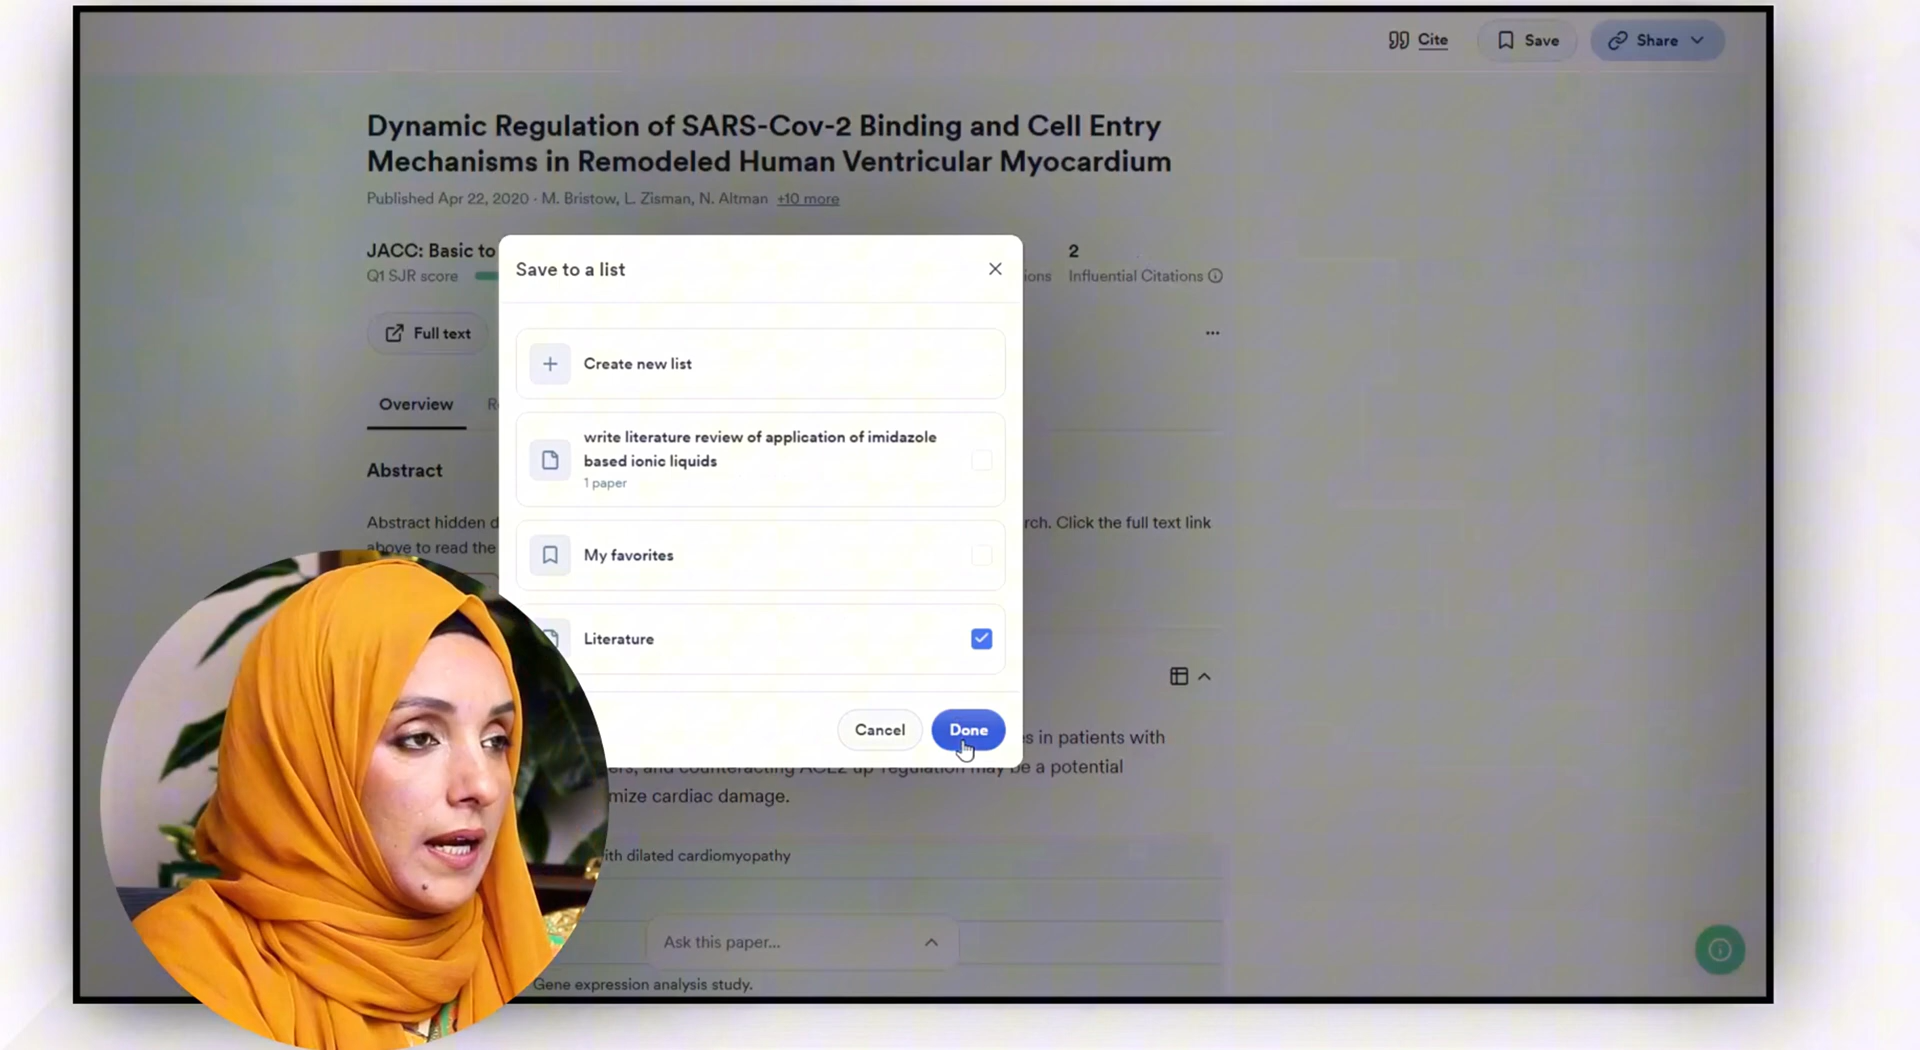 Cite
Save
Share
Dynamic Regulation of SARS-Cov-2 Binding and Cell Entry
Mechanisms in Remodeled Human Ventricular Myocardium
Published Apr 22, 2020 · M. Bristow, L. Zisman, N. Altman +10 more
JACC: Basic to
2
Q1 SJR score
Influential Citations
Full text
Overview
Abstract
Abstract hidden
rch. Click the full text link
above to read the
Save to a list
Create new list
write literature review of application of imidazole
based ionic liquids
1 paper
My favorites
Literature
Cancel
Done
s in patients with
and counteracting ACE2 up-regulation may be a potential
mize cardiac damage.
ith dilated cardiomyopathy
Ask this paper...
Gene expression analysis study.